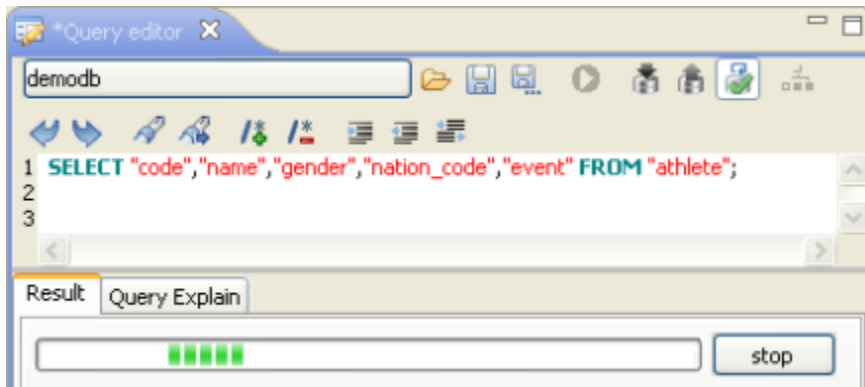 *Query editor
demodb
1 SELECT "code","name","gender","nation_code","event" FROM "athlete";
2
3
Result Query Explain
stop